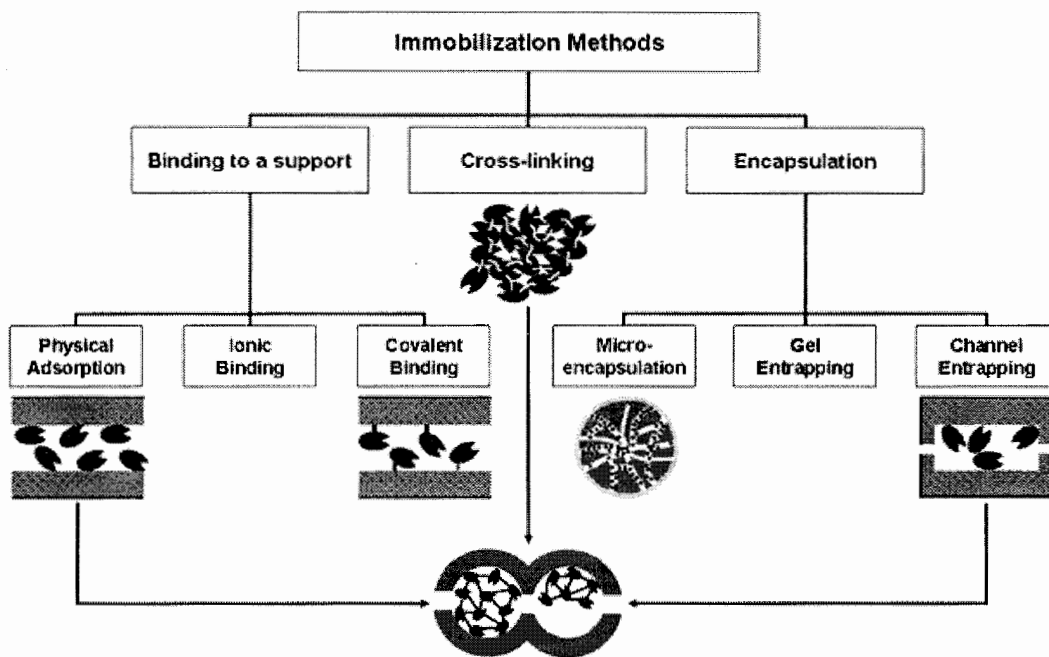 Immobilization Methods
Binding to a support
Cross-linking
Encapsulation
Physical
Adsorption
Ionic
Binding
Covalent
Binding
Micro-
encapsulation
Gel
Entrapping
Channel
Entrapping